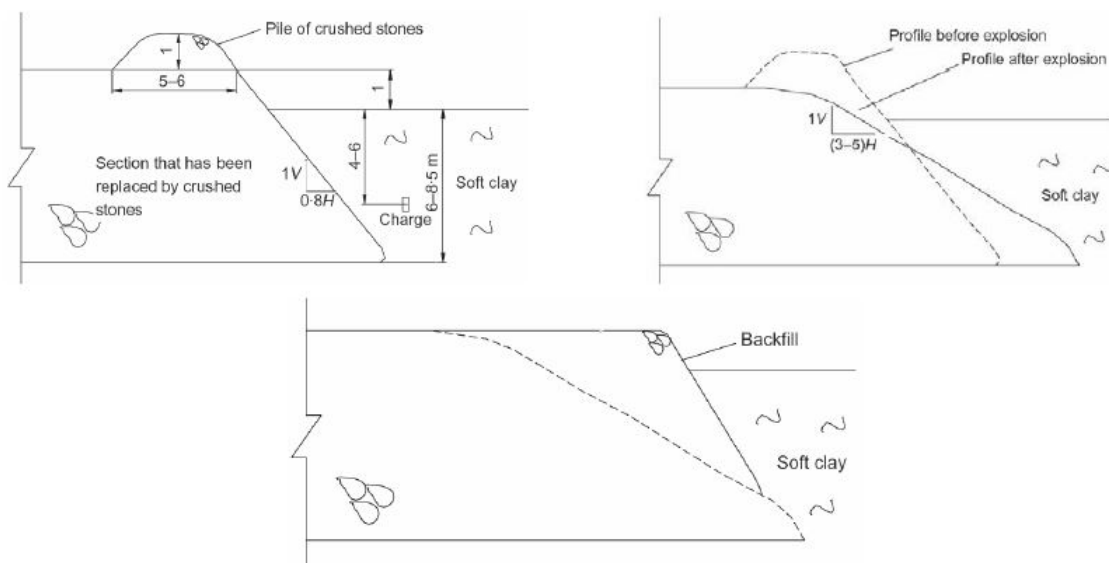 Pile of crushed stones
1
5–6
1
Section that has been
replaced by crushed
stones
1V
0·8H
4–6
Charge
6–8·5 m
Soft clay
Profile before explosion
Profile after explosion
1V
(3–5)H
Soft clay
Backfill
Soft clay